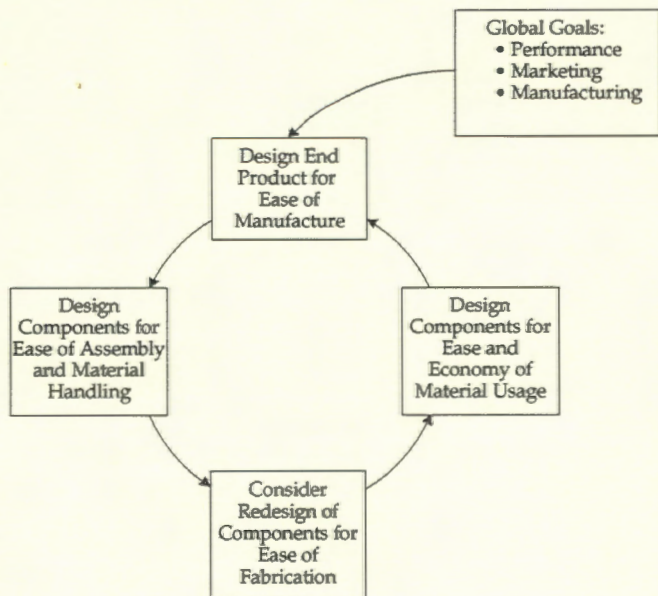 Global Goals:
• Performance
• Marketing
• Manufacturing
Design End
Product for
Ease of
Manufacture
Design
Components for
Ease of Assembly
and Material
Handling
Design
Components for
Ease and
Economy of
Material Usage
Consider
Redesign of
Components for
Ease of
Fabrication